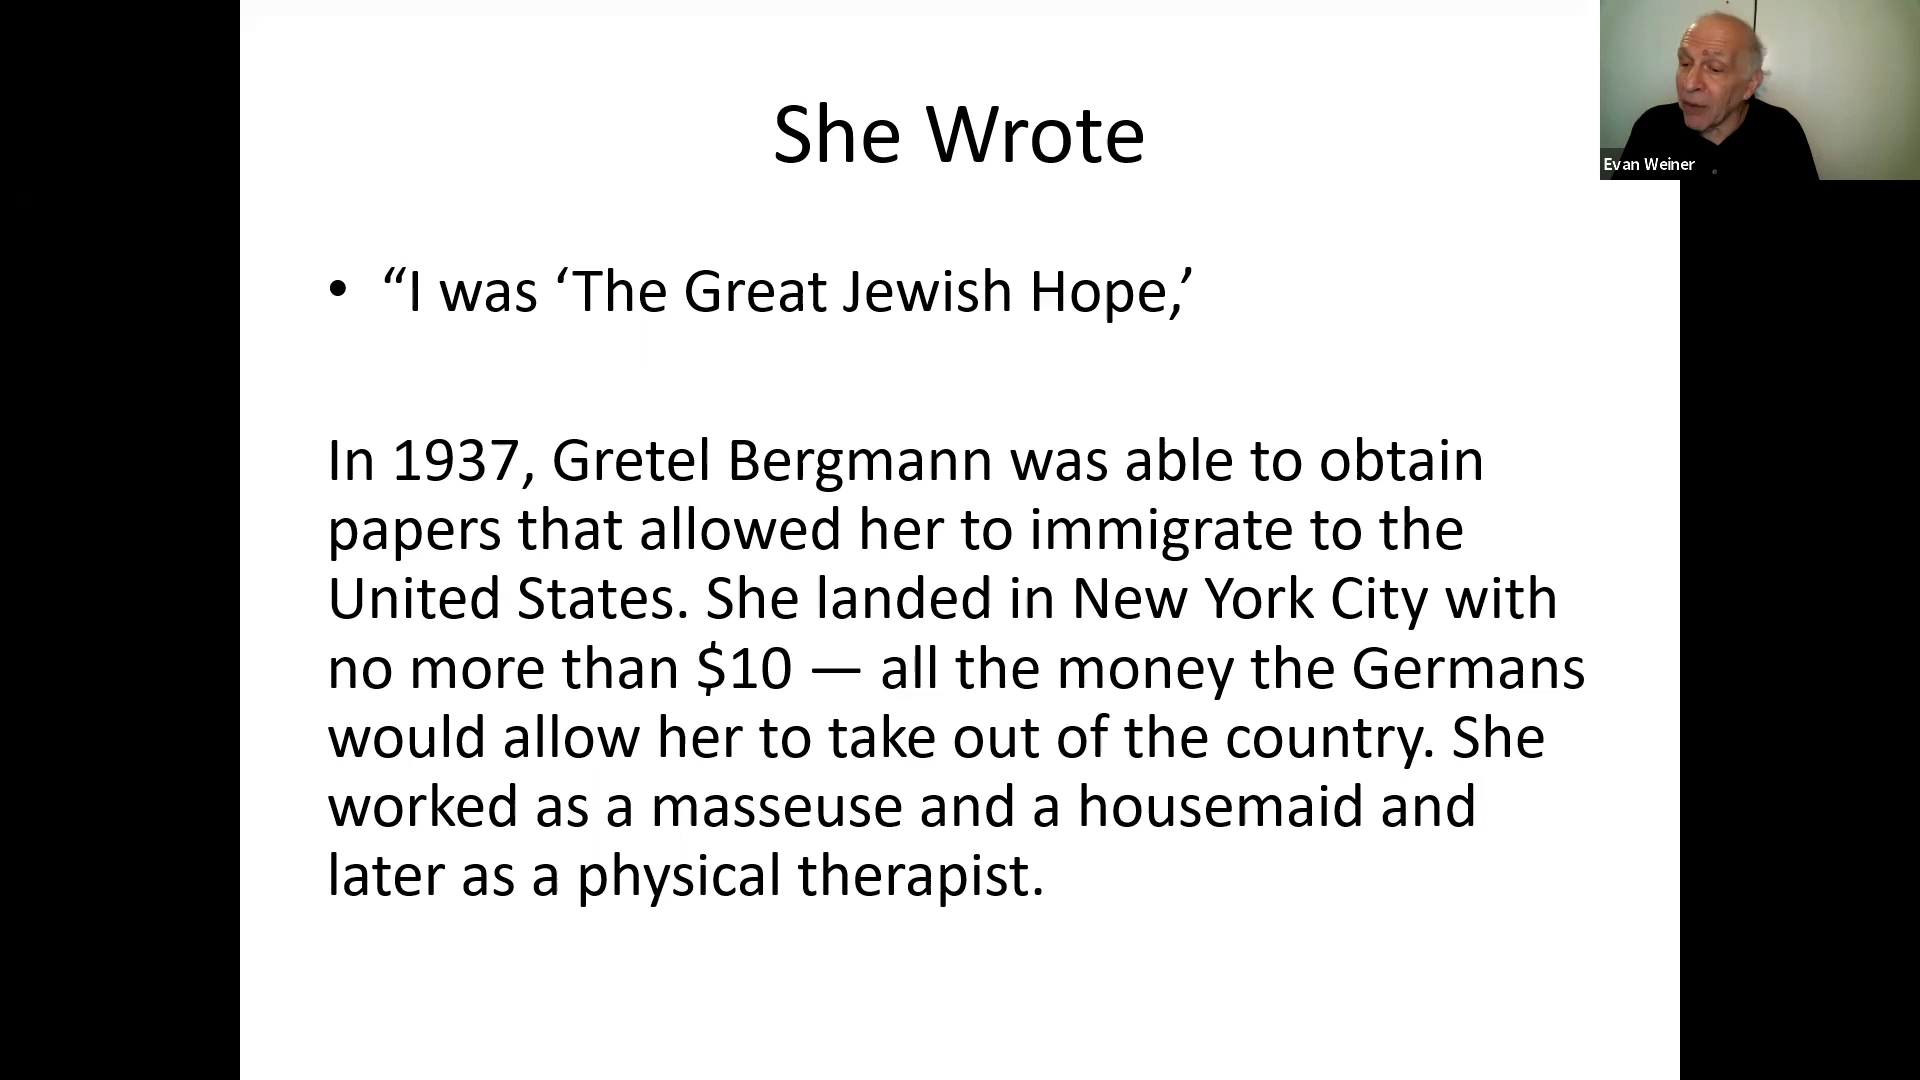 She Wrote
Evan Weiner
• “I was ‘The Great Jewish Hope,’
In 1937, Gretel Bergmann was able to obtain
papers that allowed her to immigrate to the
United States. She landed in New York City with
no more than $10 — all the money the Germans
would allow her to take out of the country. She
worked as a masseuse and a housemaid and
later as a physical therapist.